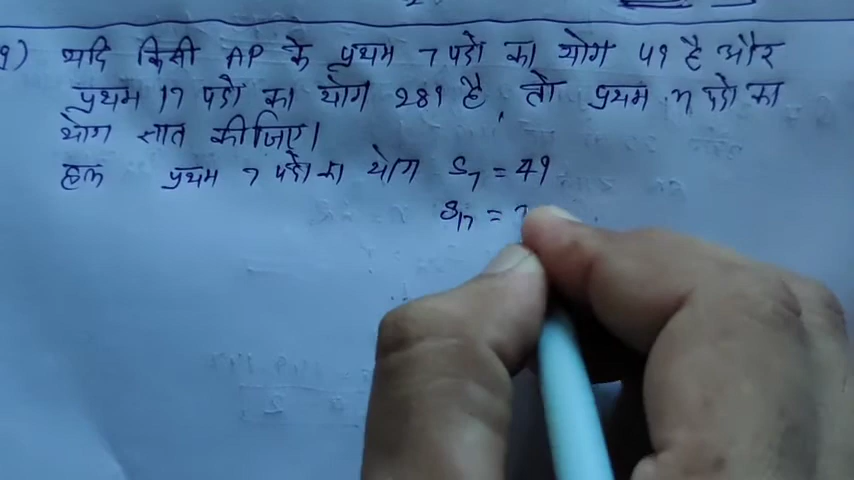 9) यदि किसी AP के प्रथम 7 पदो का योग 49 है और
प्रथम 17 पदो का योग 289 है, तो प्रथम n पदो का
योग ज्ञात कीजिए।
हल प्रथम 7 पदो का योग S₇ = 49
S₁₇ =